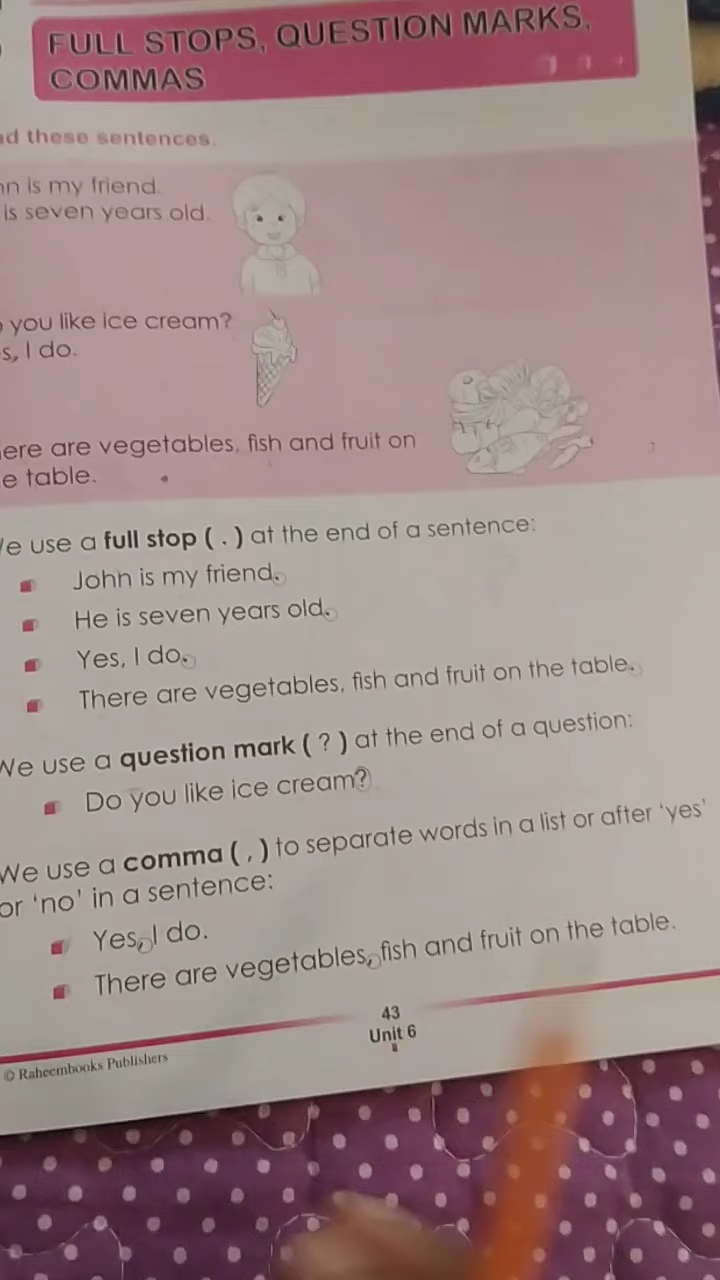 FULL STOPS, QUESTION MARKS,
COMMAS
these sentences.
is my friend.
is seven years old.
you like ice cream?
I do.
are vegetables, fish and fruit on
table.
use a full stop ( . ) at the end of a sentence:
John is my friend.
He is seven years old.
Yes, I do.
There are vegetables, fish and fruit on the table.
We use a question mark ( ? ) at the end of a question:
Do you like ice cream?
We use a comma ( , ) to separate words in a list or after 'yes'
or 'no' in a sentence:
Yes, I do.
There are vegetables, fish and fruit on the table.
43
Unit 6
© Raheembooks Publishers